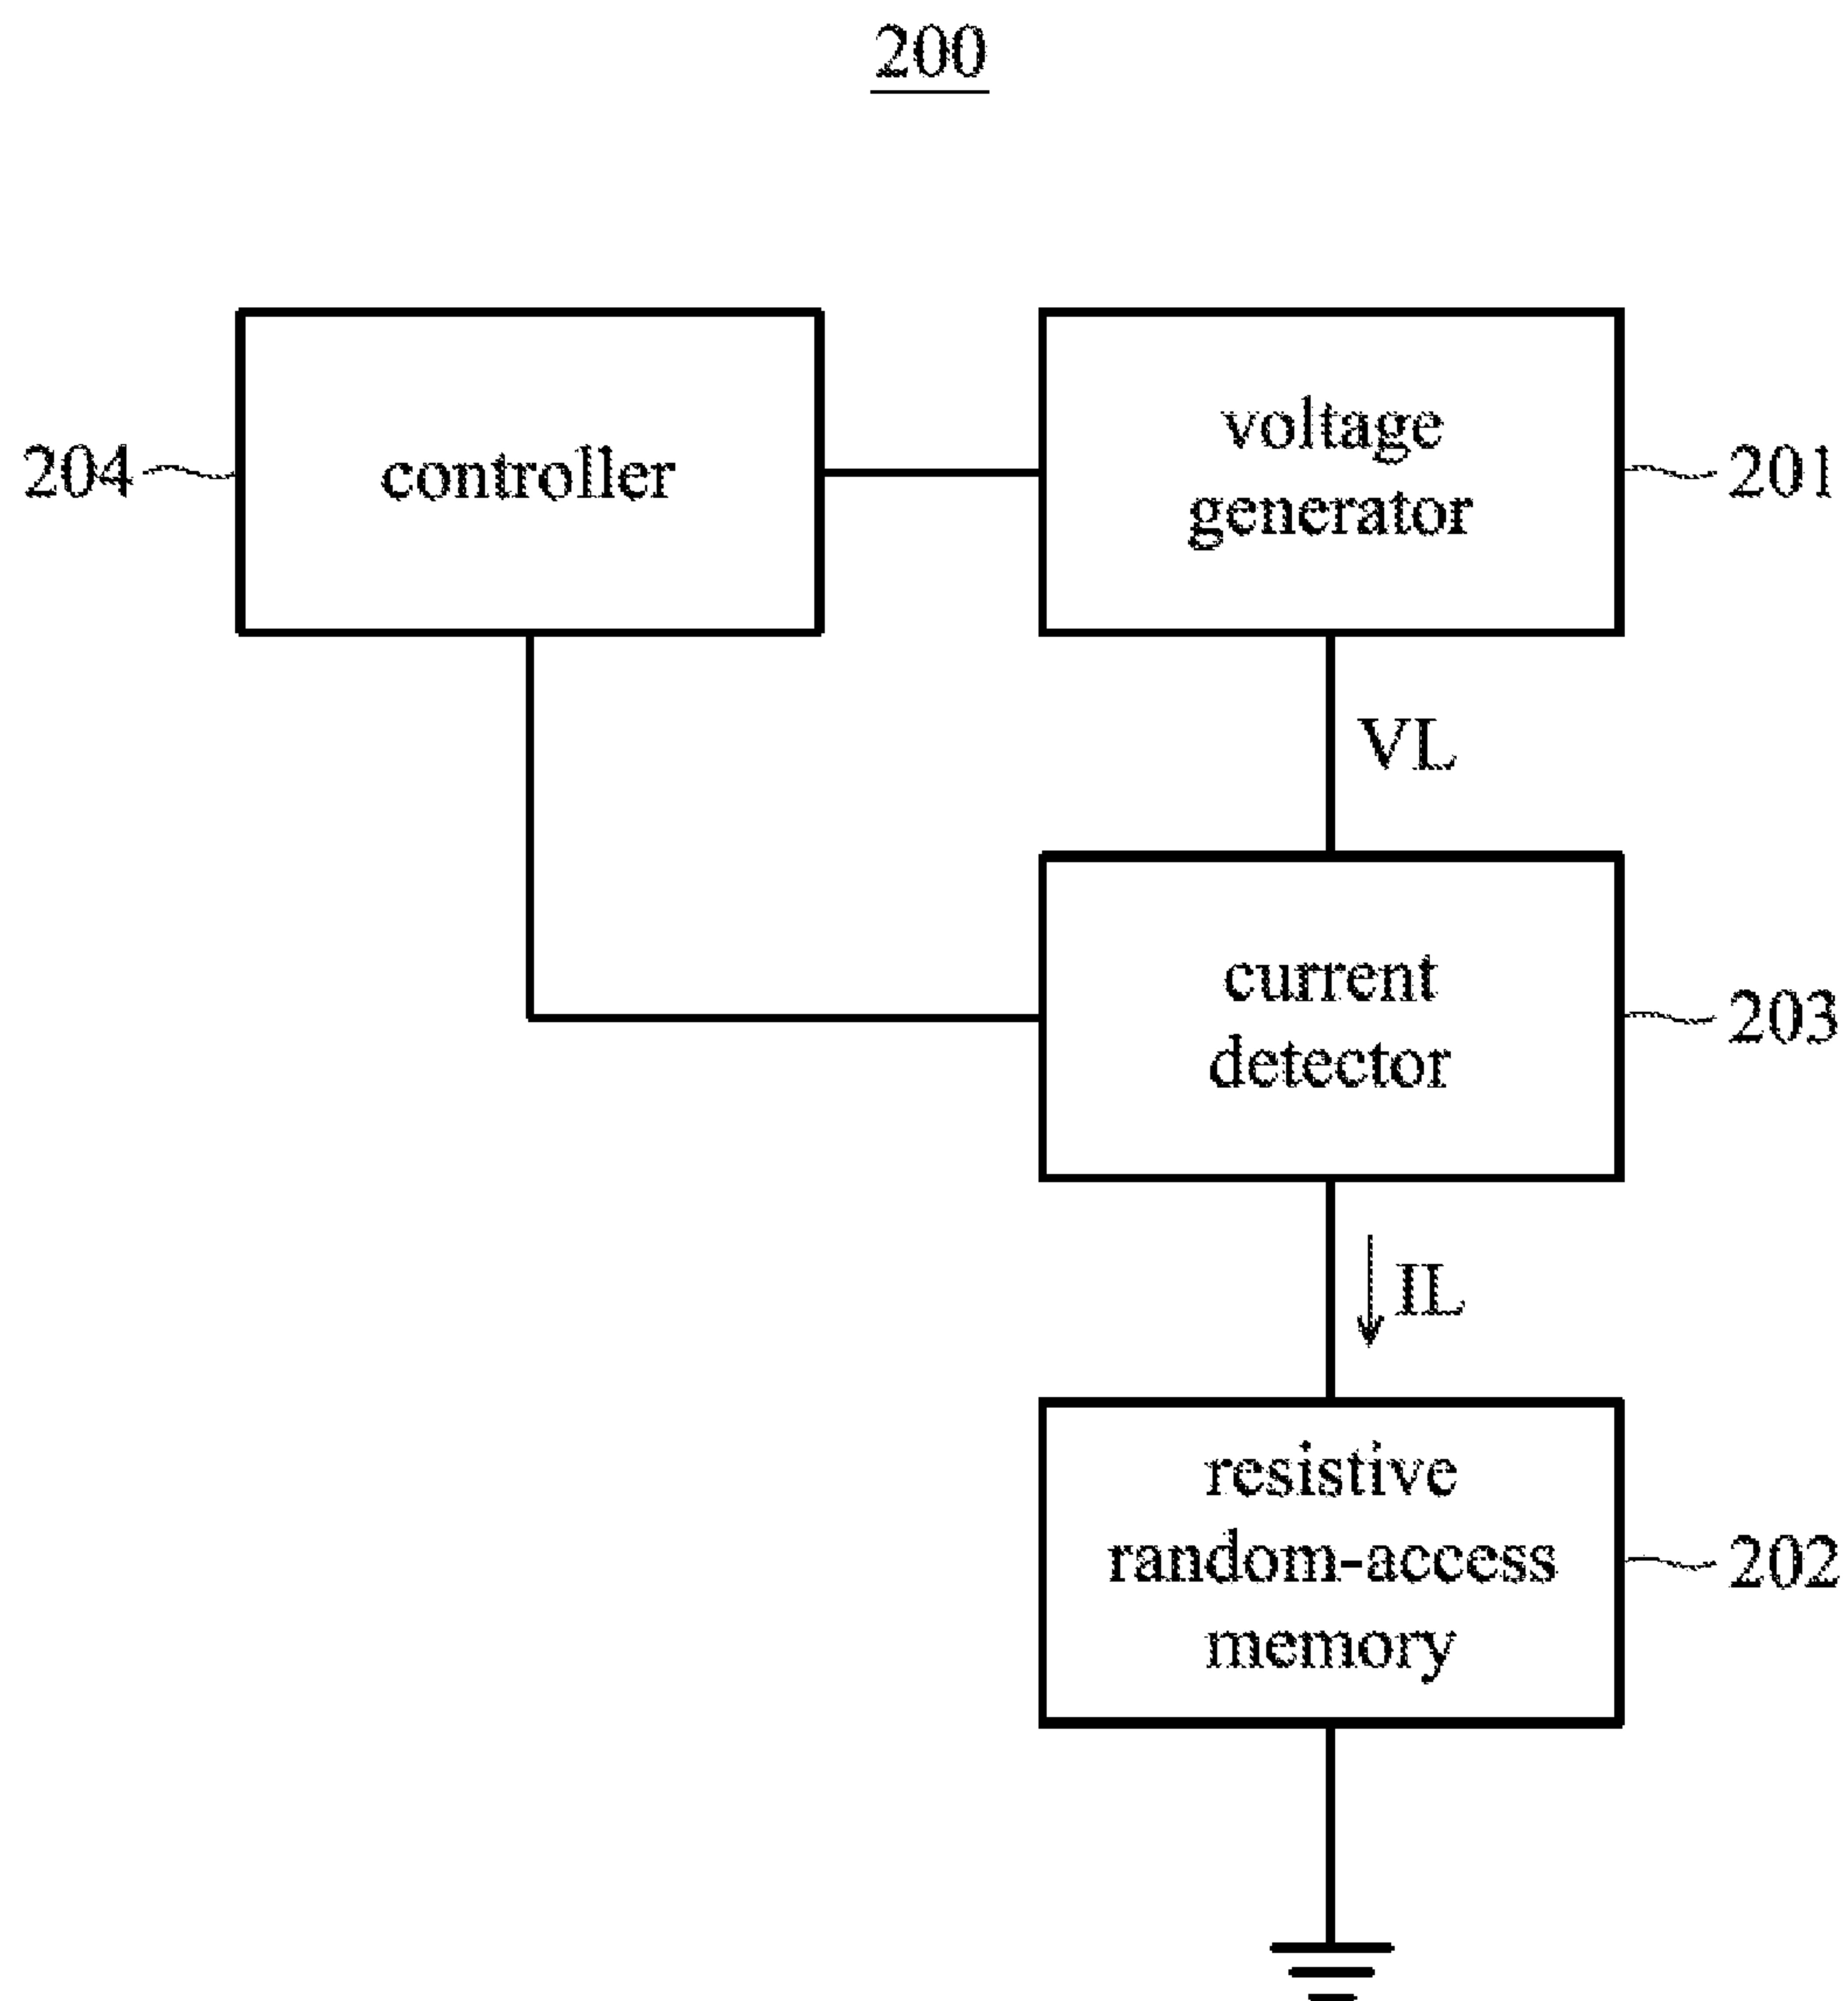 200
204
controller
voltage
generator
201
VL
current
detector
203
IL
resistive
random-access
memory
202